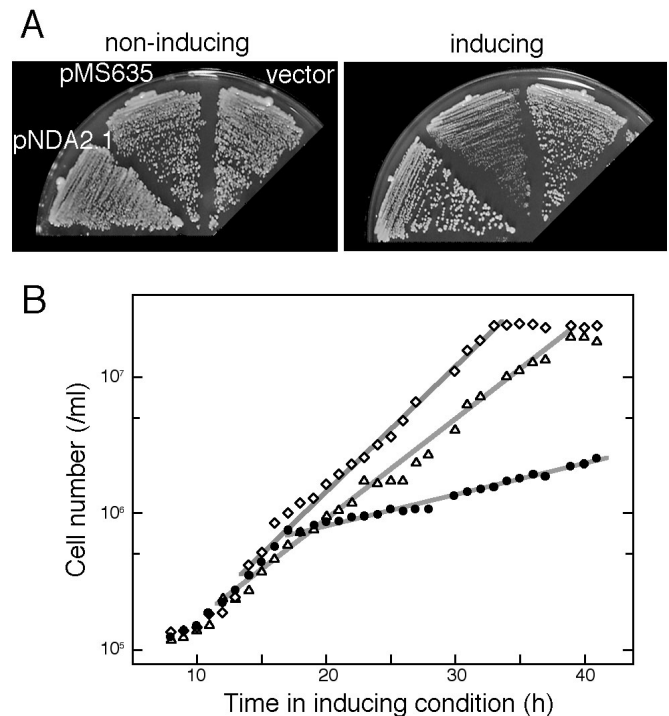 A
non-inducing
inducing
pMS635
vector
pNDA2.1
B
Cell number (/ml)
10⁷
10⁶
10⁵
10
20
30
40
Time in inducing condition (h)